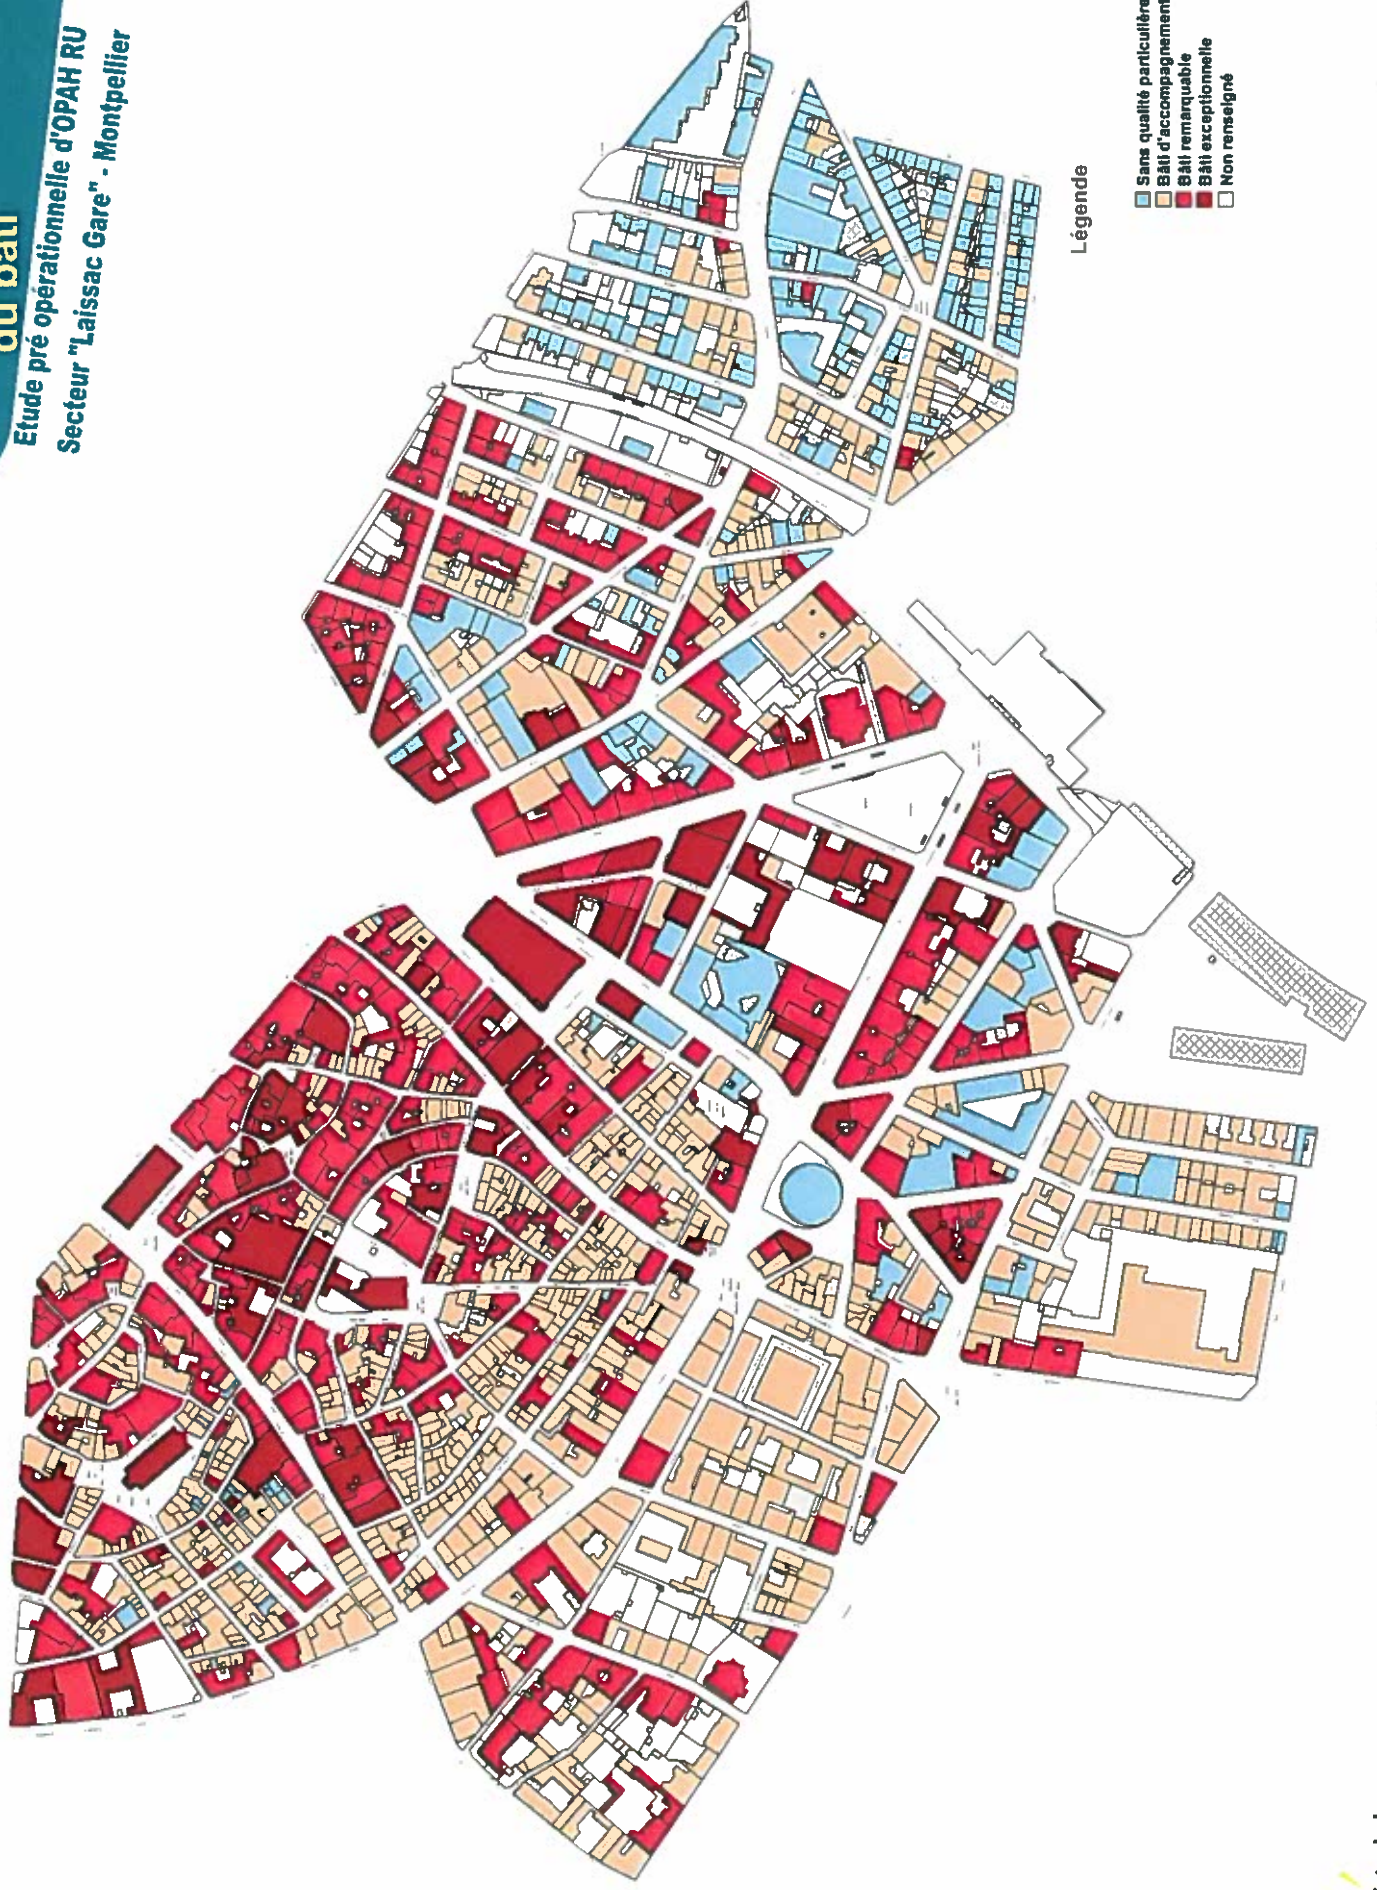 du bâti
Etude pré opérationnelle d'OPAH RU
Secteur "Laissac Gare" - Montpellier
Légende
Sans qualité particulière
Bâti d'accompagnement
Bâti remarquable
Bâti exceptionnelle
Non renseigné